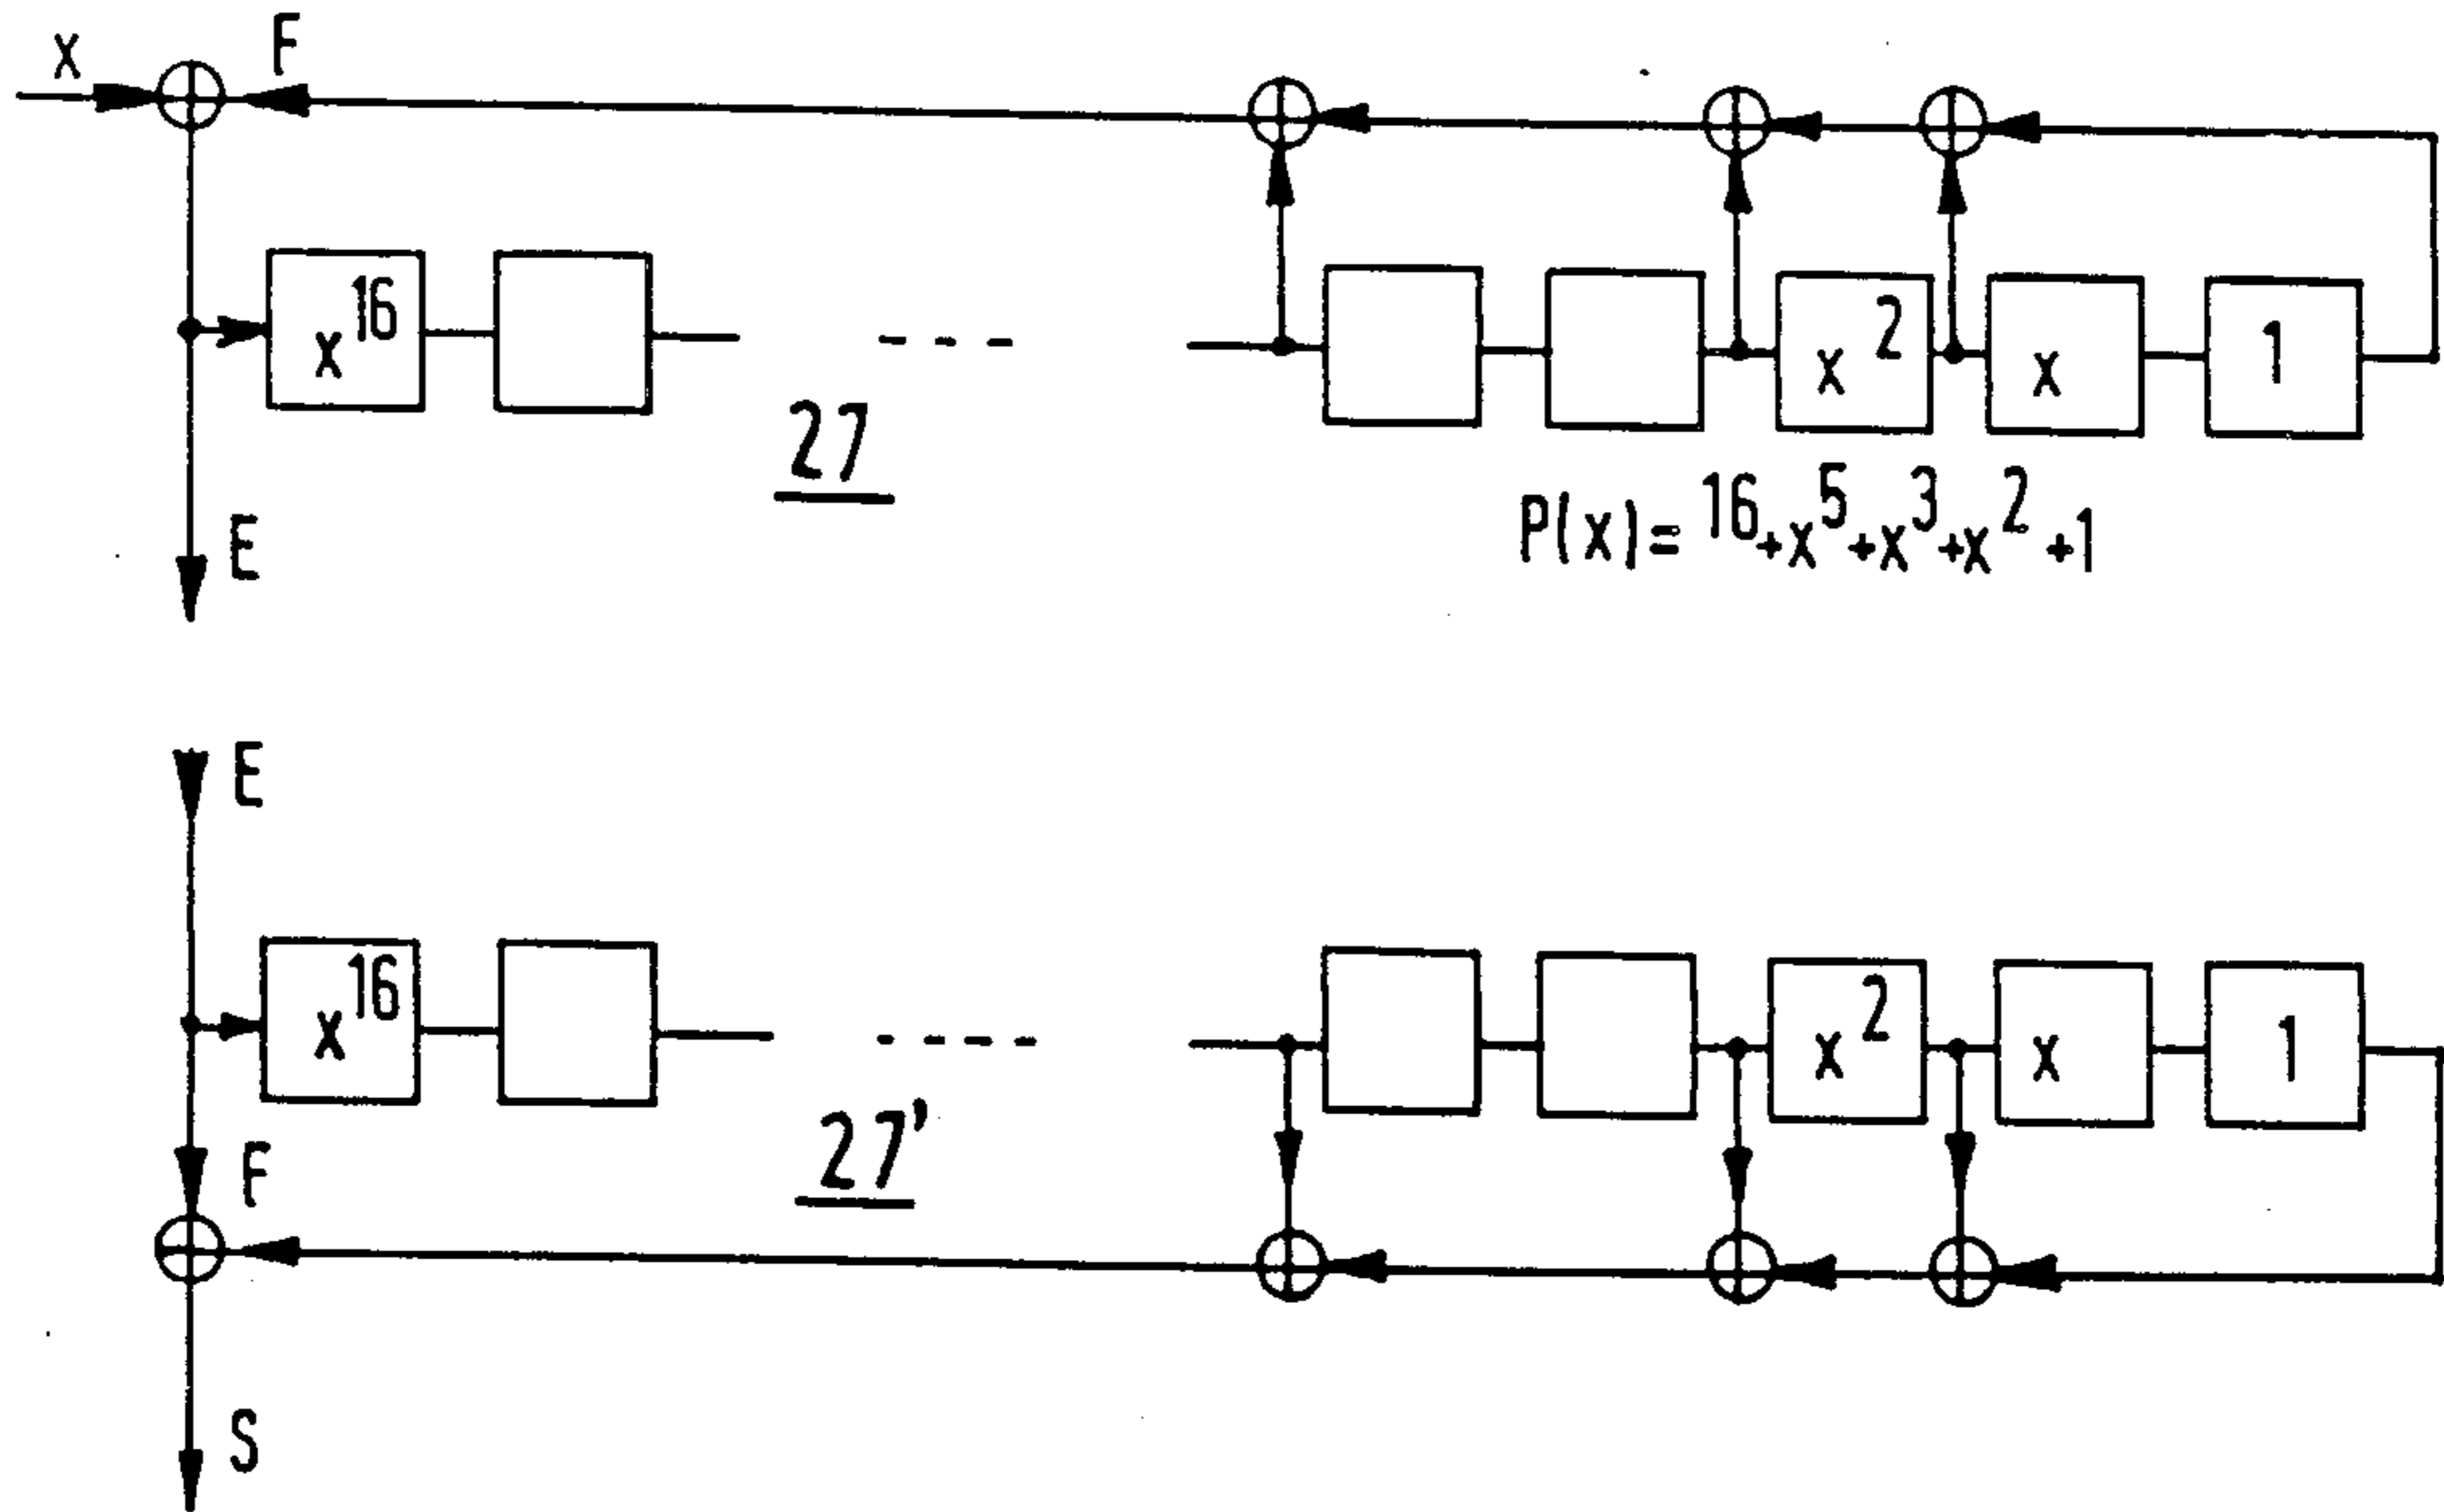 x F
x¹⁶ x² x 1
27
P(x)= ¹⁶+x⁵+x³+x²+1
E
E
x¹⁶ x² x 1
27'
F
S